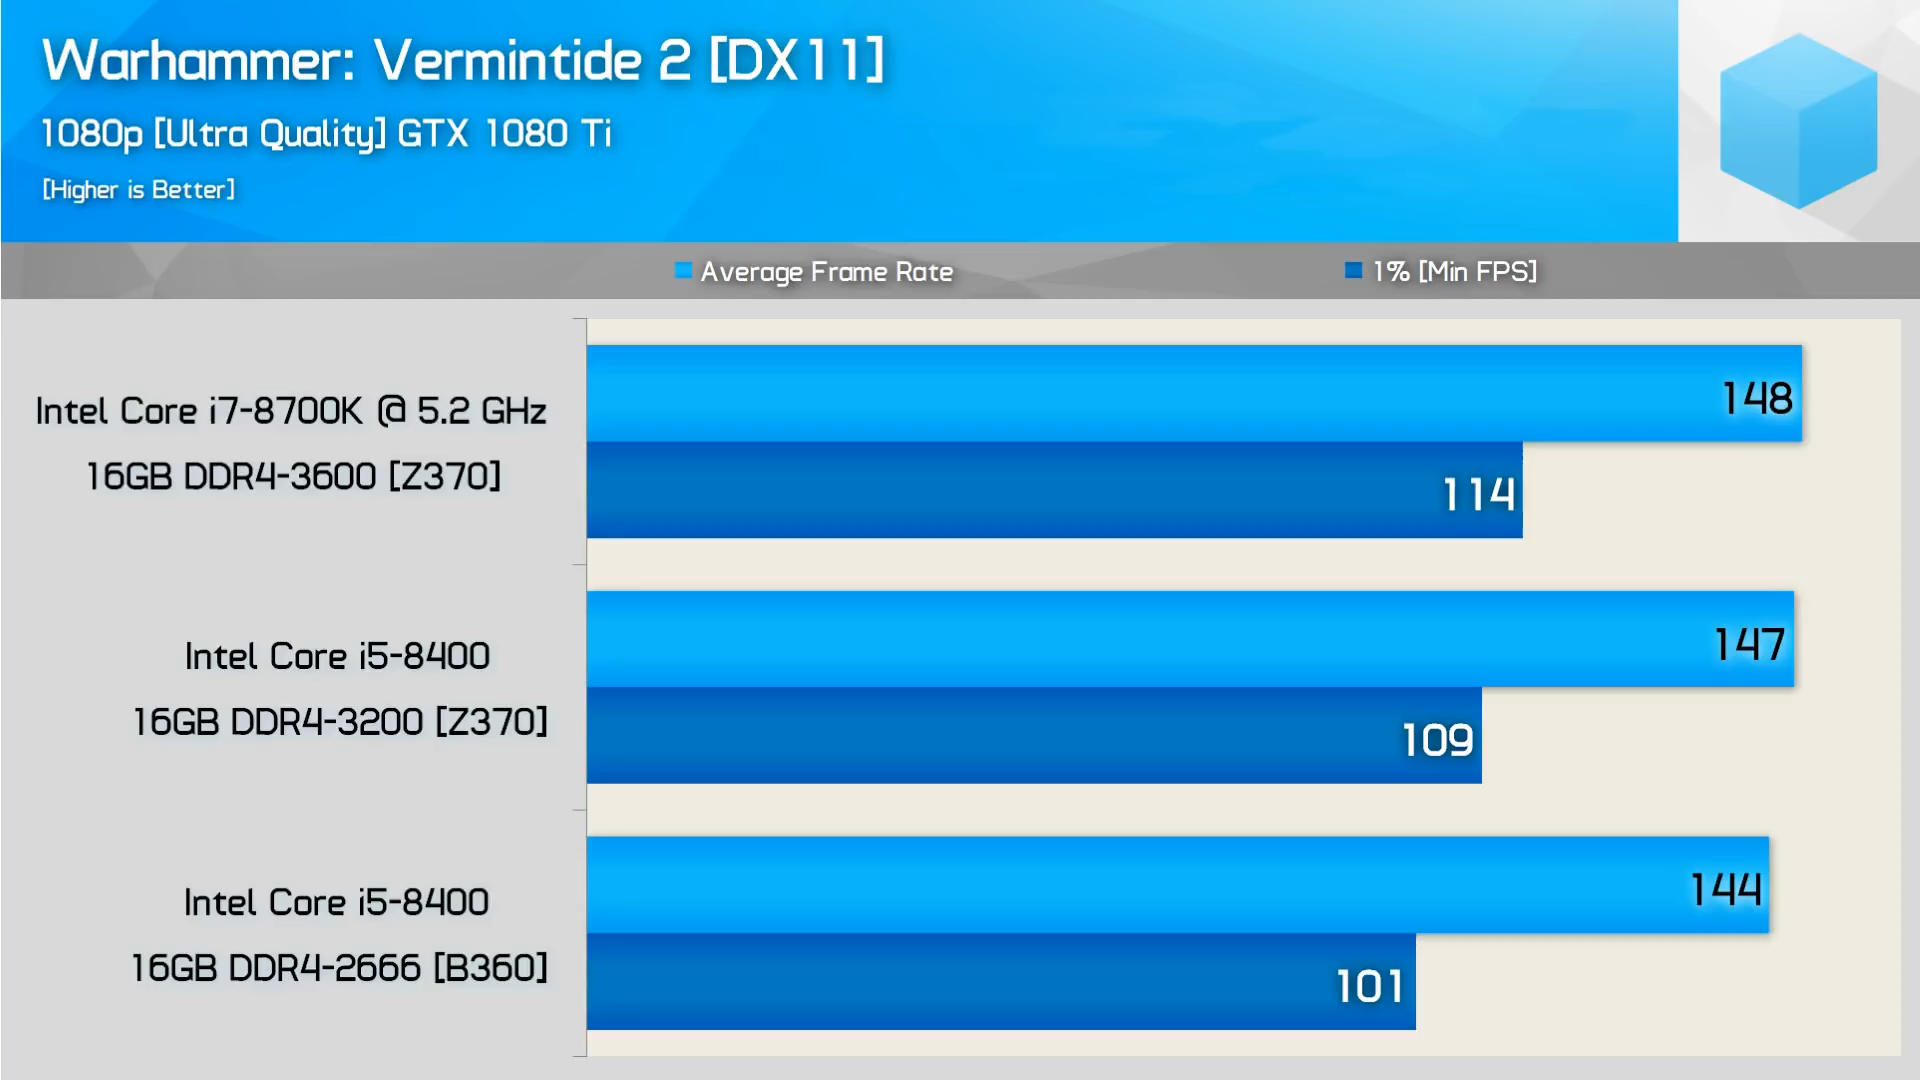 Warhammer: Vermintide 2 [DX11]
1080p [Ultra Quality] GTX 1080 Ti
[Higher is Better]
Average Frame Rate
1% [Min FPS]
Intel Core i7-8700K @ 5.2 GHz
16GB DDR4-3600 [Z370]
148
114
Intel Core i5-8400
16GB DDR4-3200 [Z370]
147
109
Intel Core i5-8400
16GB DDR4-2666 [B360]
144
101